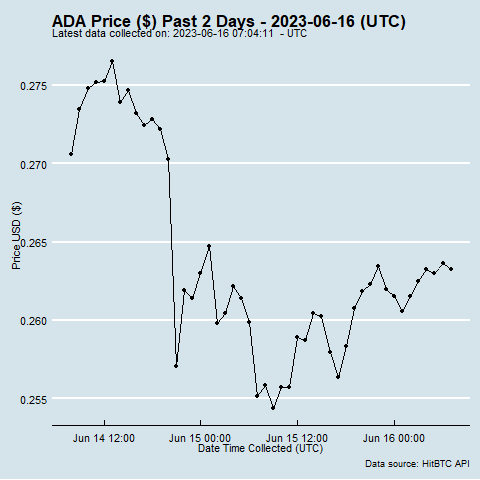 ADA Price ($) Past 2 Days - 2023-06-16 (UTC)
Latest data collected on: 2023-06-16 07:04:11 - UTC
0.275
0.270
0.265
0.260
0.255
Price USD ($)
Jun 14 12:00 Jun 15 00:00 Jun 15 12:00 Jun 16 00:00
Date Time Collected (UTC)
Data source: HitBTC API